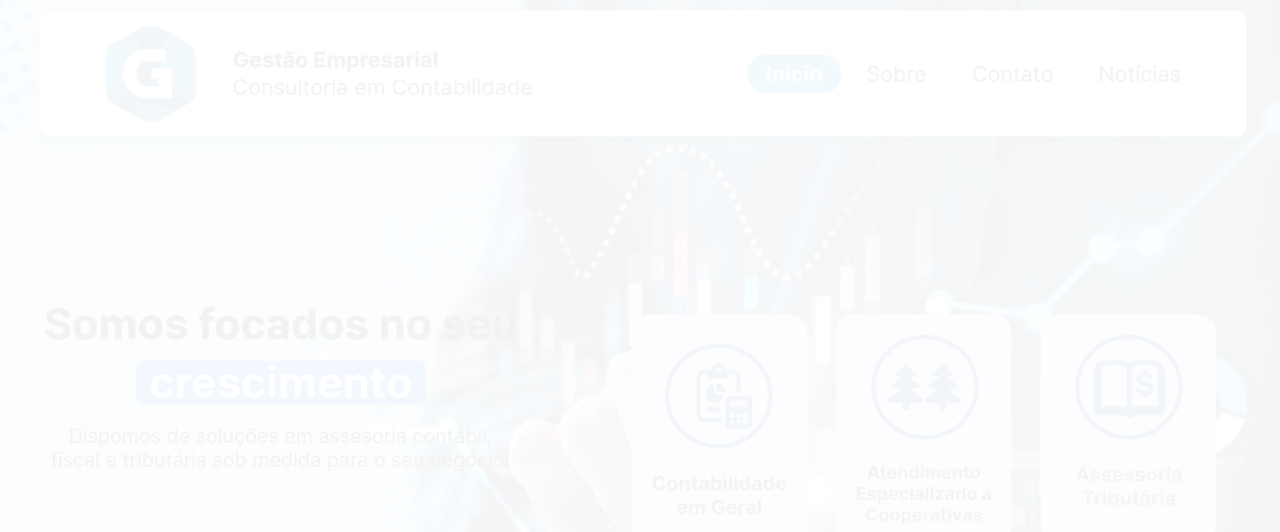 G
Gestão Empresarial
Consultoria em Contabilidade
Início
Sobre
Contato
Notícias
Somos focados no seu
crescimento
Dispomos de soluções em assesoria contábil,
fiscal e tributária sob medida para o seu negócio!
Contabilidade
em Geral
Atendimento
Especializado à
Cooperativas
Assessoria
Tributária